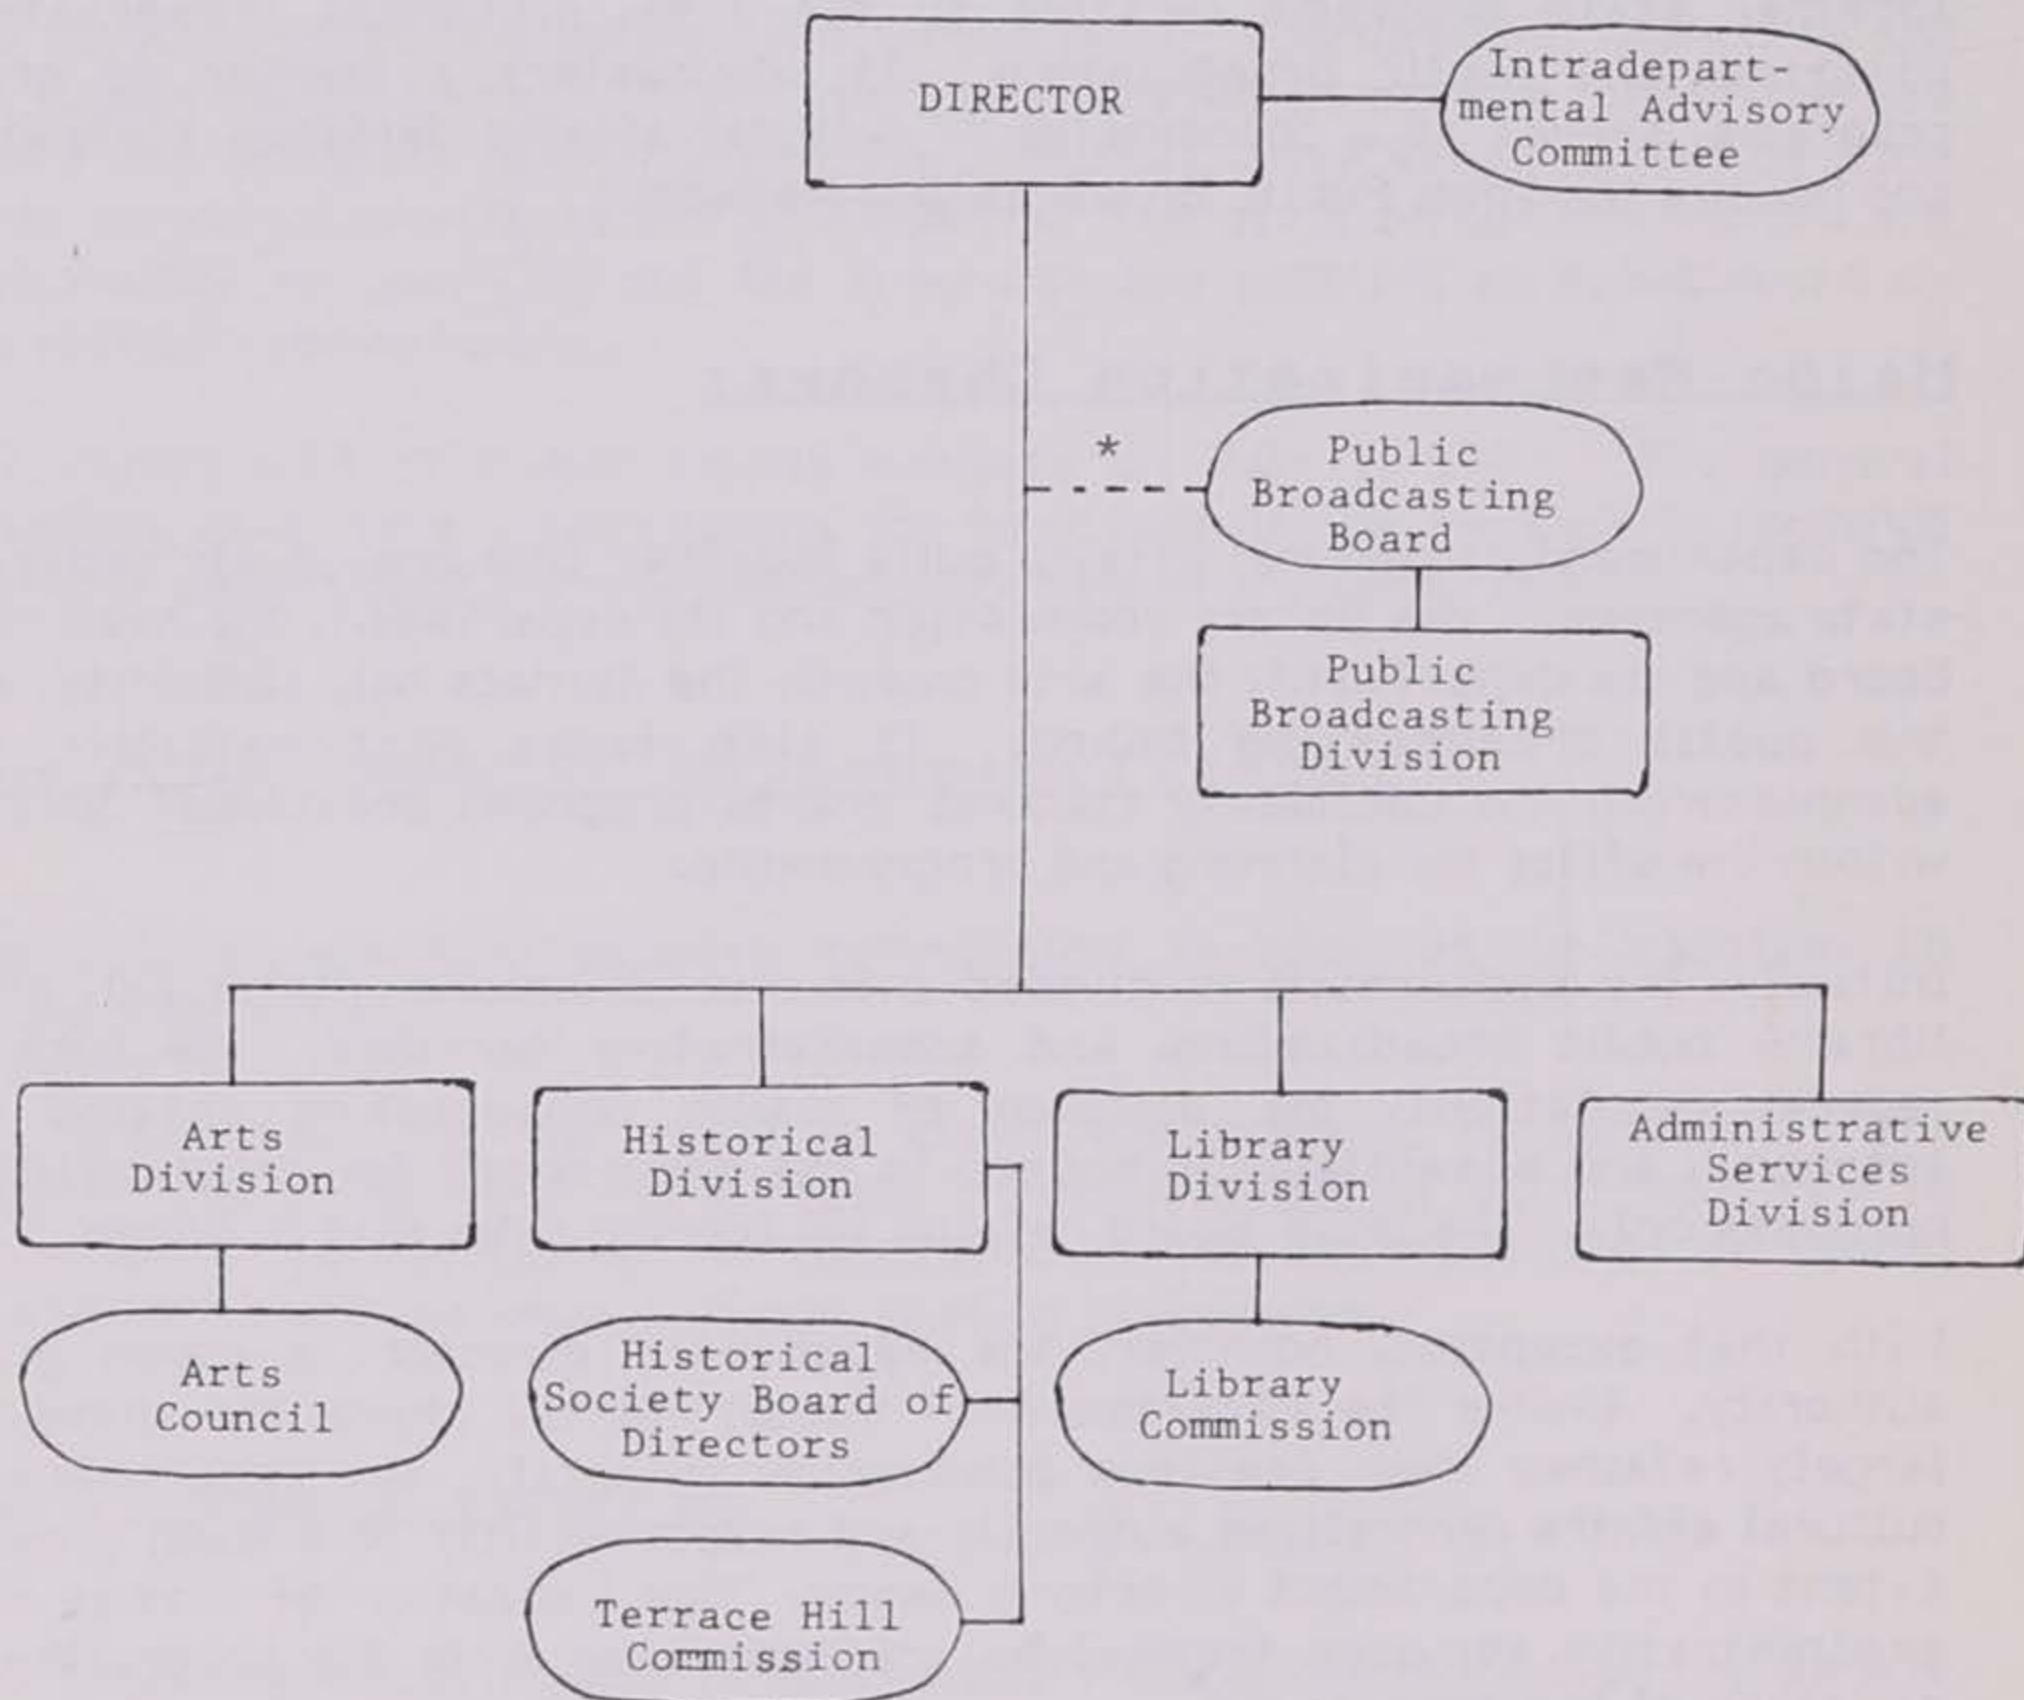 DIRECTOR
Intradepart-
mental Advisory
Committee
*
Public
Broadcasting
Board
Public
Broadcasting
Division
Arts
Division
Historical
Division
Library
Division
Administrative
Services
Division
Arts
Council
Historical
Society Board of
Directors
Library
Commission
Terrace Hill
Commission